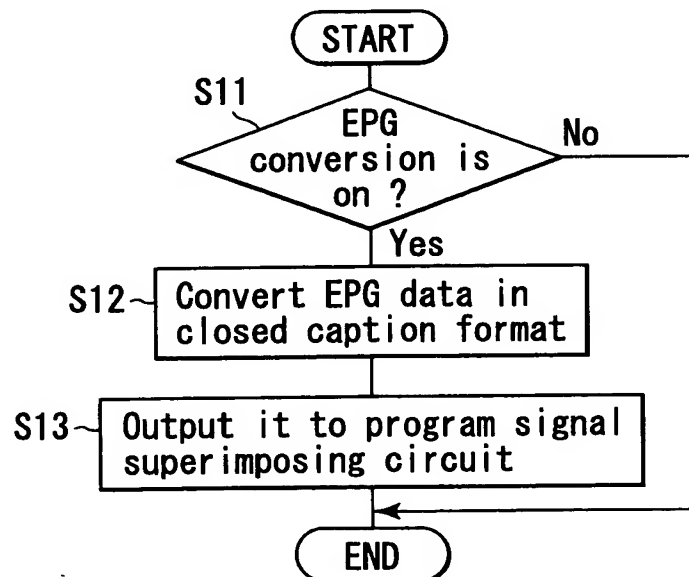 START
S11
EPG
conversion is
on ?
No
Yes
S12
Convert EPG data in
closed caption format
S13
Output it to program signal
superimposing circuit
END